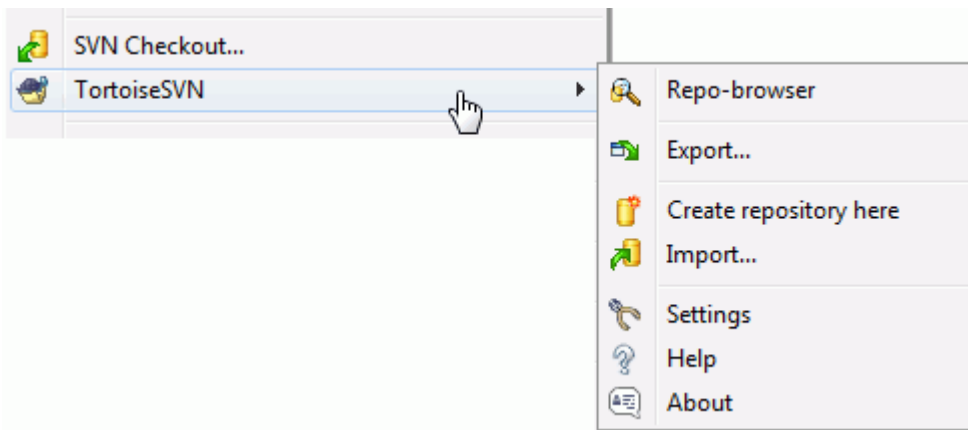 SVN Checkout...
TortoiseSVN
Repo-browser
Export...
Create repository here
Import...
Settings
Help
About